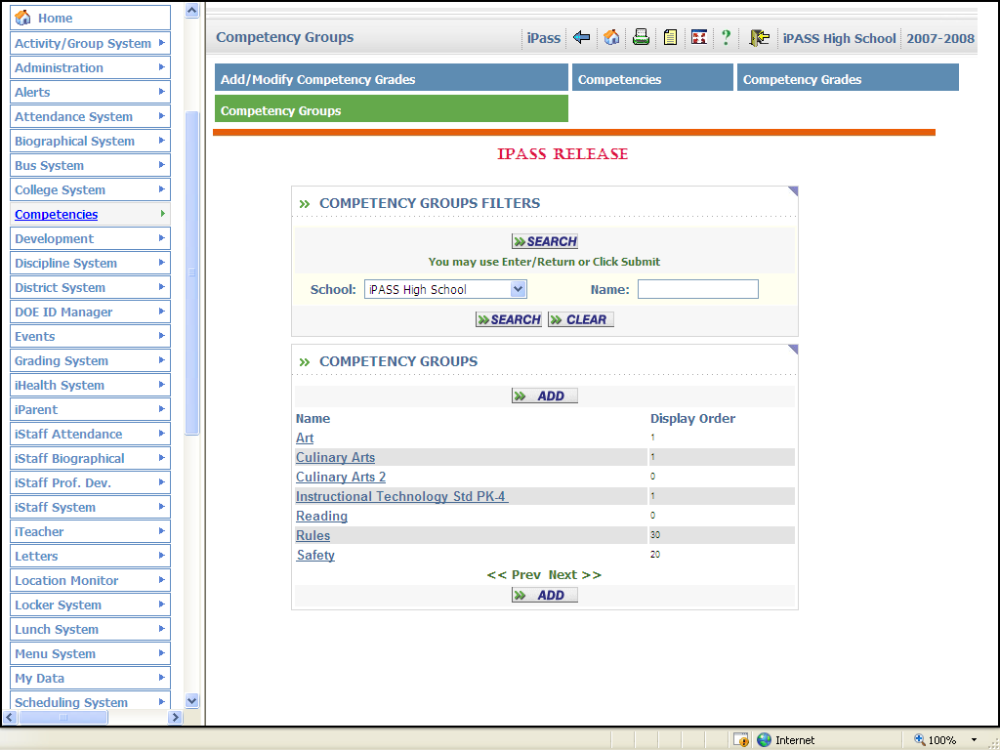 Home
Activity/Group System
Administration
Alerts
Attendance System
Biographical System
Bus System
College System
Competencies
Development
Discipline System
District System
DOE ID Manager
Events
Grading System
iHealth System
iParent
iStaff Attendance
iStaff Biographical
iStaff Prof. Dev.
iStaff System
iTeacher
Letters
Location Monitor
Locker System
Lunch System
Menu System
My Data
Scheduling System
Competency Groups iPass ? iPASS High School 2007-2008
Add/Modify Competency Grades Competencies Competency Grades
Competency Groups
IPASS RELEASE
COMPETENCY GROUPS FILTERS
SEARCH
You may use Enter/Return or Click Submit
School: iPASS High School Name:
SEARCH CLEAR
COMPETENCY GROUPS
ADD
Name Display Order
Art 1
Culinary Arts 1
Culinary Arts 2 0
Instructional Technology Std PK-4 1
Reading 0
Rules 30
Safety 20
<< Prev Next >>
ADD
Internet 100%